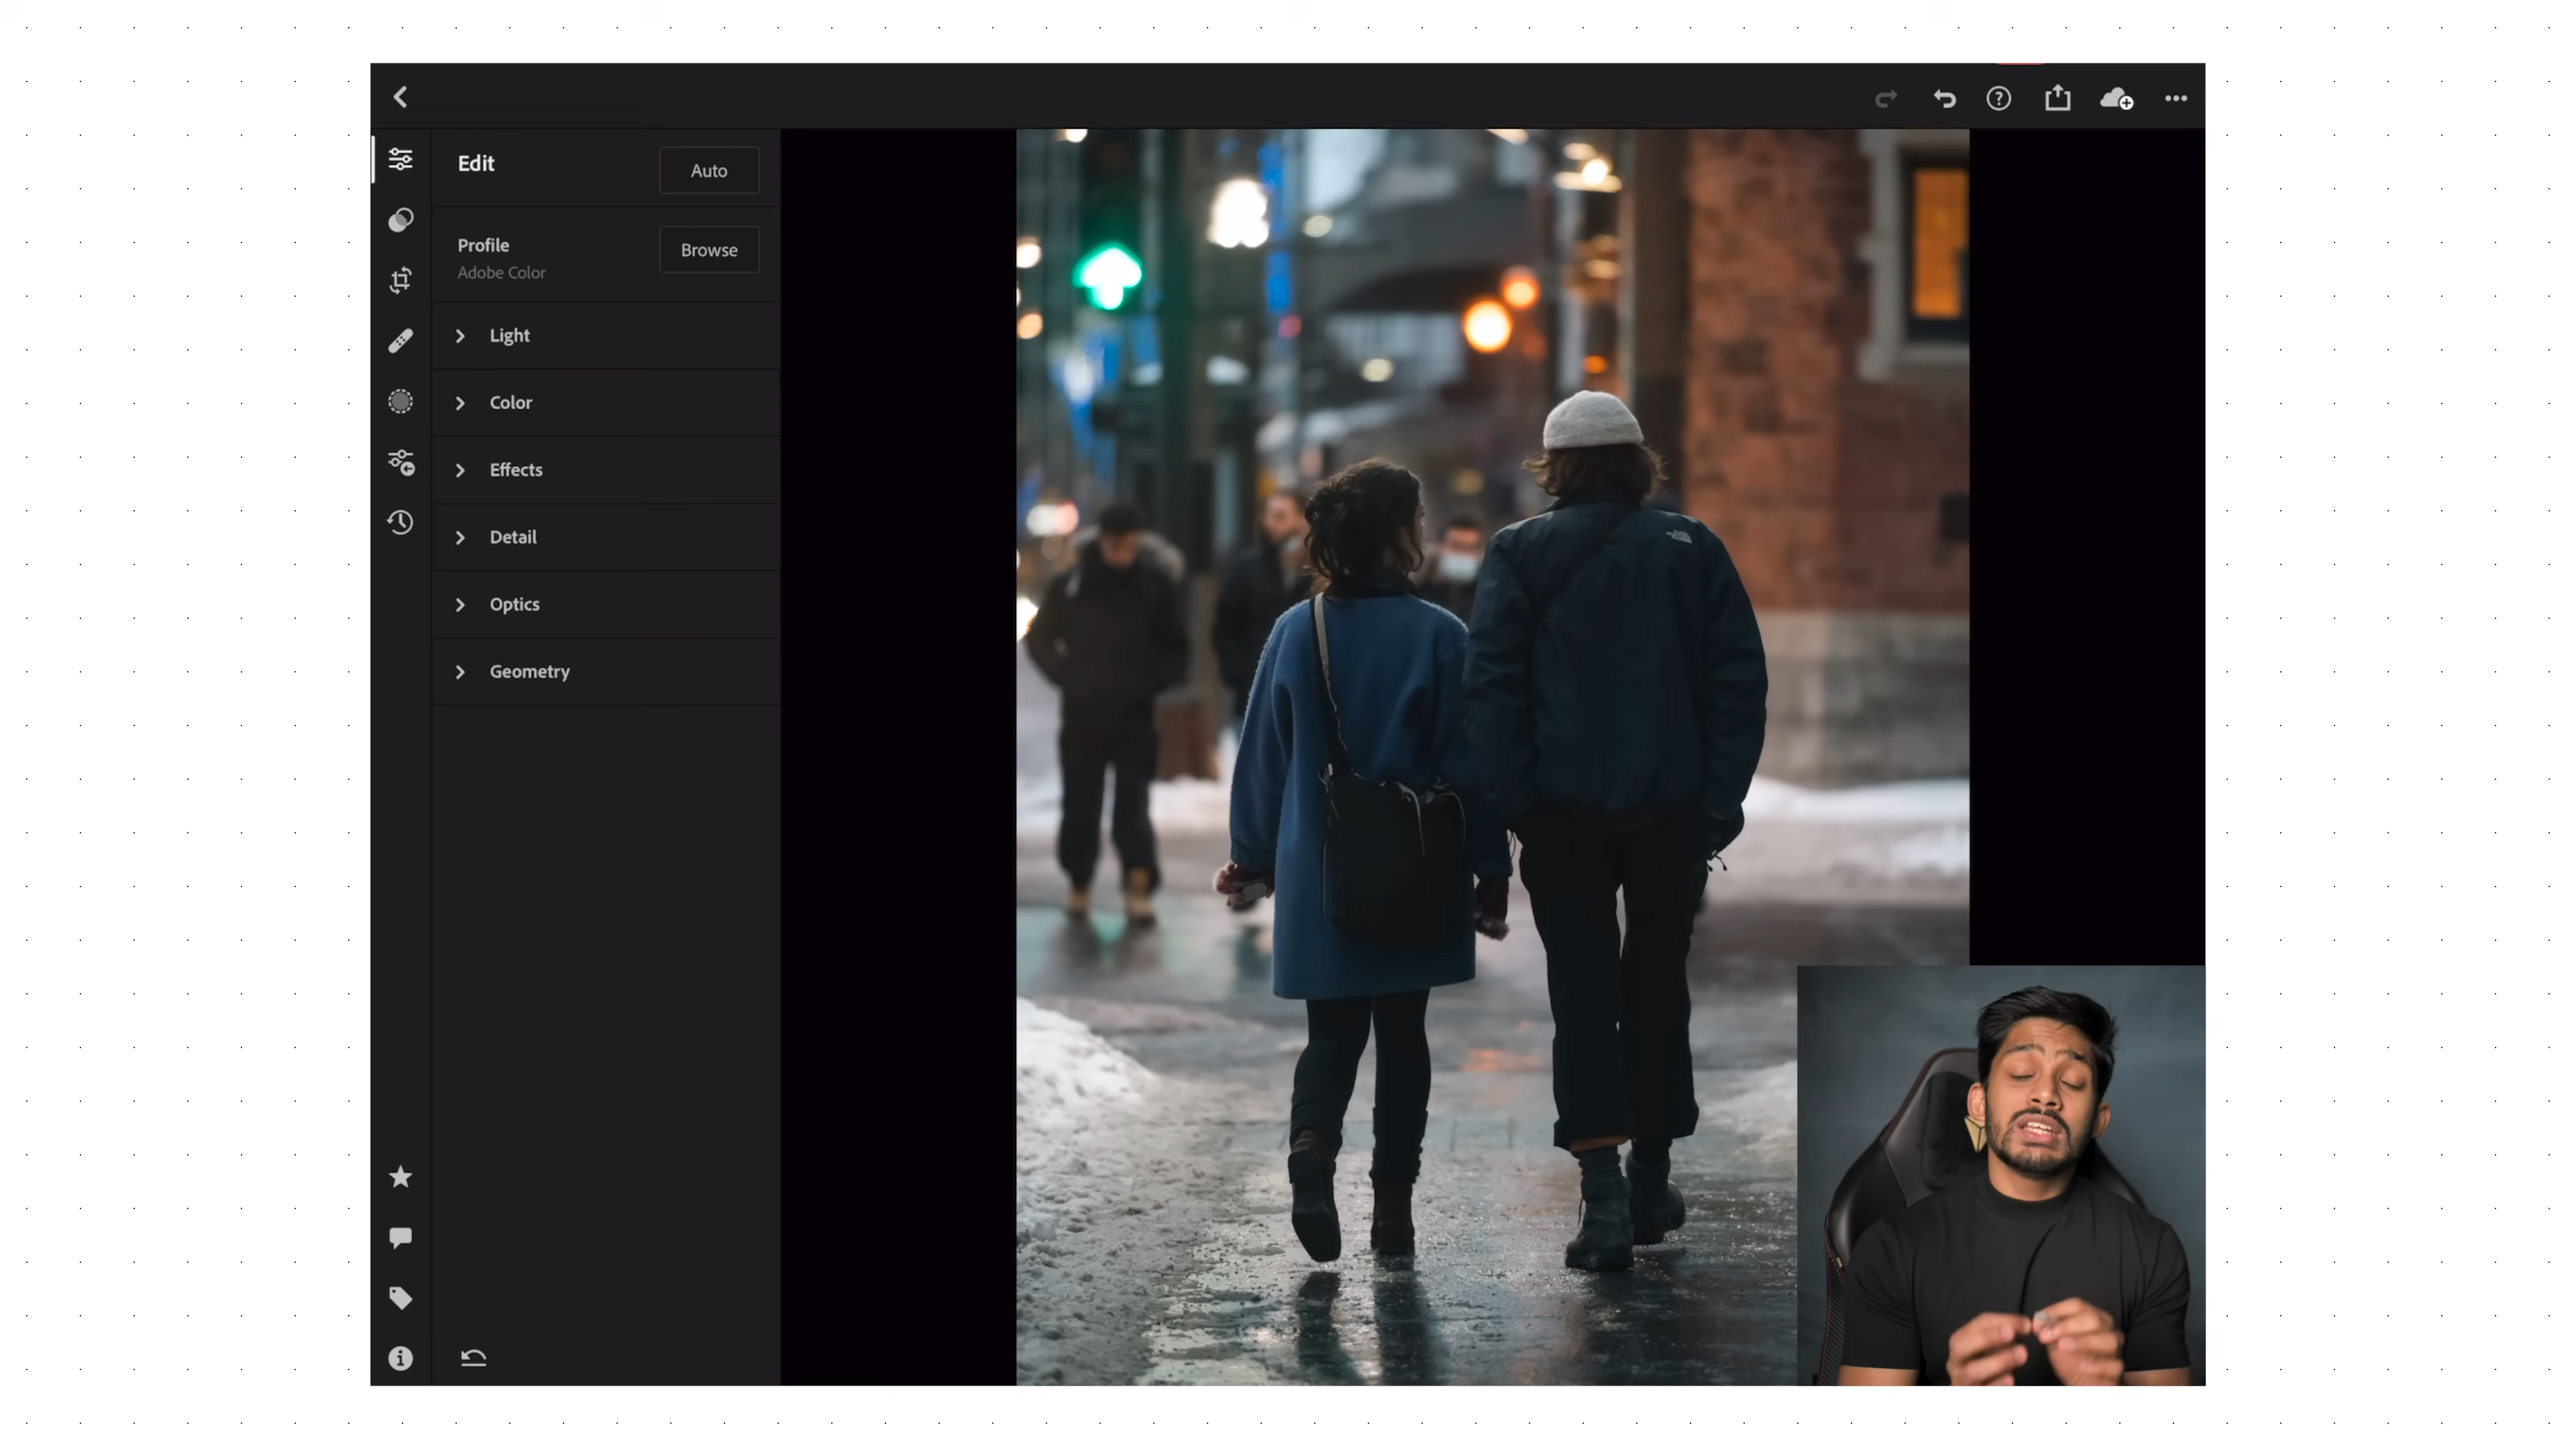 Edit
Auto
Profile
Adobe Color
Browse
Light
Color
Effects
Detail
Optics
Geometry